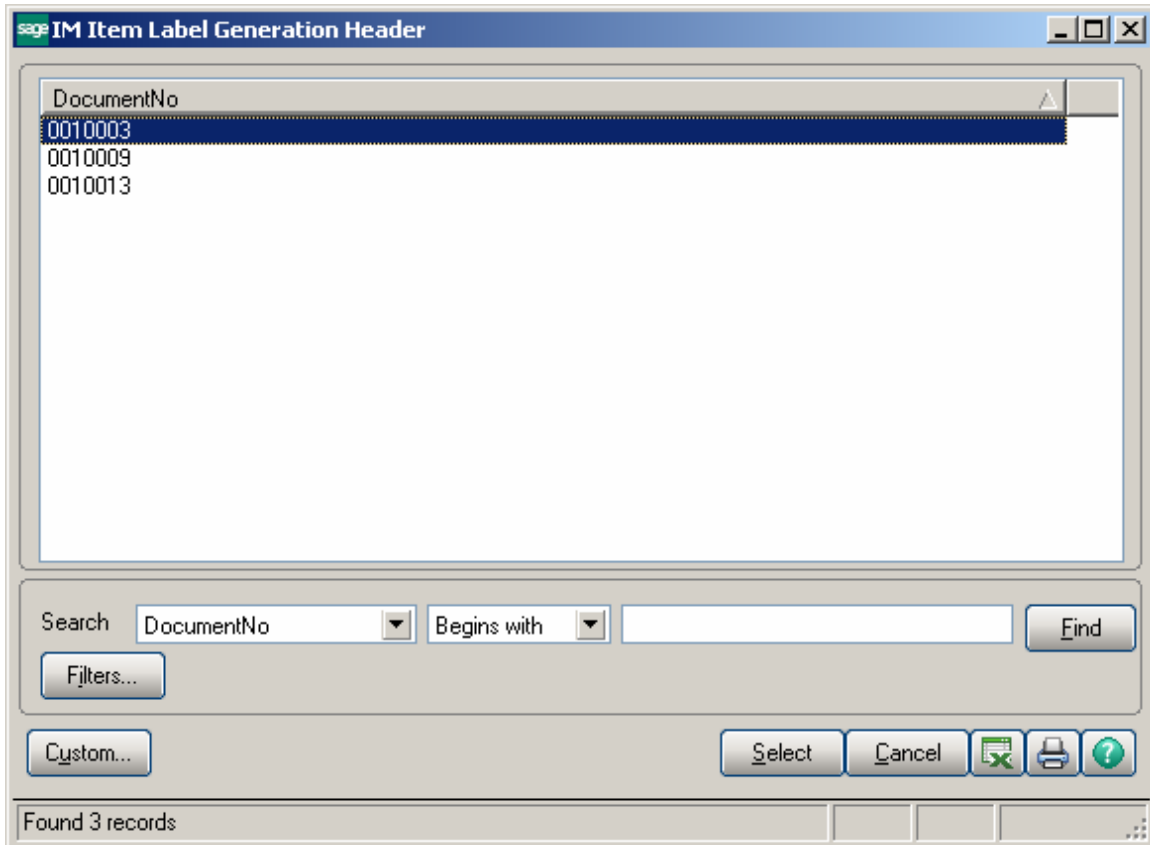 sage IM Item Label Generation Header
DocumentNo
0010003
0010009
0010013
Search DocumentNo Begins with Find
Filters...
Custom... Select Cancel ?
Found 3 records